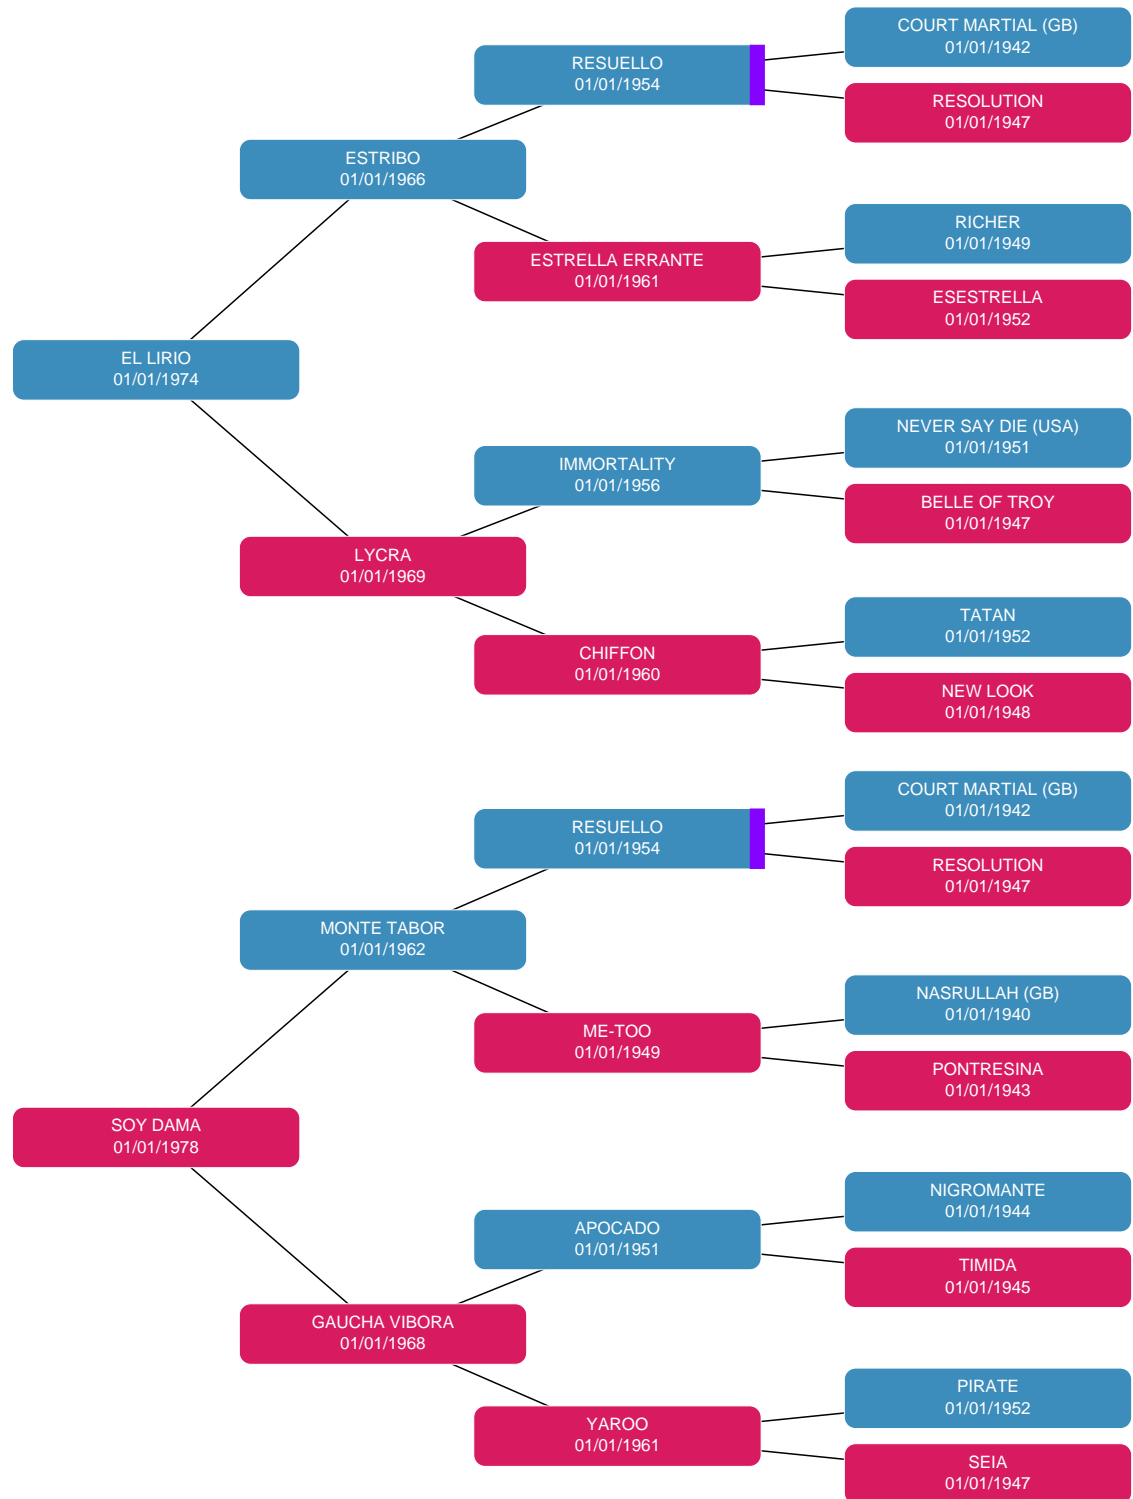 COURT MARTIAL (GB)
01/01/1942
RESUELLO
01/01/1954
RESOLUTION
01/01/1947
ESTRIBO
01/01/1966
RICHER
01/01/1949
ESTRELLA ERRANTE
01/01/1961
ESESTRELLA
01/01/1952
EL LIRIO
01/01/1974
NEVER SAY DIE (USA)
01/01/1951
IMMORTALITY
01/01/1956
BELLE OF TROY
01/01/1947
LYCRA
01/01/1969
TATAN
01/01/1952
CHIFFON
01/01/1960
NEW LOOK
01/01/1948
COURT MARTIAL (GB)
01/01/1942
RESUELLO
01/01/1954
RESOLUTION
01/01/1947
MONTE TABOR
01/01/1962
NASRULLAH (GB)
01/01/1940
ME-TOO
01/01/1949
PONTRESINA
01/01/1943
SOY DAMA
01/01/1978
NIGROMANTE
01/01/1944
APOCADO
01/01/1951
TIMIDA
01/01/1945
GAUCHA VIBORA
01/01/1968
PIRATE
01/01/1952
YAROO
01/01/1961
SEIA
01/01/1947